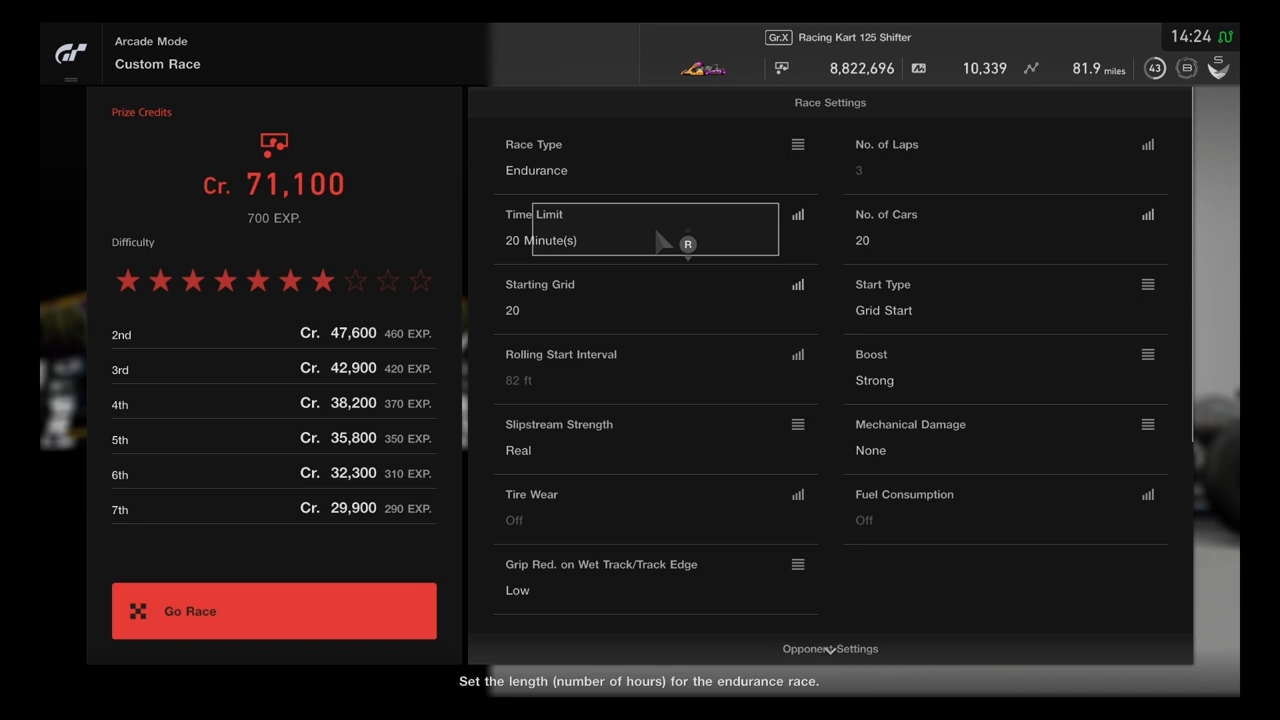 Arcade Mode
Custom Race
Gr.X Racing Kart 125 Shifter
14:24
8,822,696
10,339
81.9 miles
43
B
S
Prize Credits
Cr. 71,100
700 EXP.
Difficulty
2nd Cr. 47,600 460 EXP.
3rd Cr. 42,900 420 EXP.
4th Cr. 38,200 370 EXP.
5th Cr. 35,800 350 EXP.
6th Cr. 32,300 310 EXP.
7th Cr. 29,900 290 EXP.
Go Race
Race Settings
Race Type
Endurance
No. of Laps
3
Time Limit
20 Minute(s)
R
No. of Cars
20
Starting Grid
20
Start Type
Grid Start
Rolling Start Interval
82 ft
Boost
Strong
Slipstream Strength
Real
Mechanical Damage
None
Tire Wear
Off
Fuel Consumption
Off
Grip Red. on Wet Track/Track Edge
Low
Opponent Settings
Set the length (number of hours) for the endurance race.